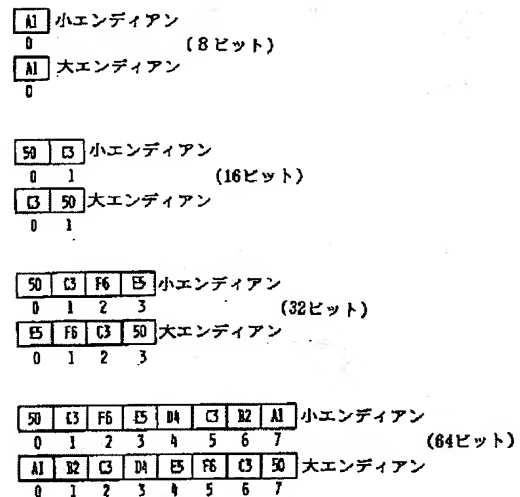 A1 小エンディアン
0
(8ビット)
A1 大エンディアン
0
50 C3 小エンディアン
0 1
(16ビット)
C3 50 大エンディアン
0 1
50 C3 F6 E5 小エンディアン
0 1 2 3
(32ビット)
E5 F6 C3 50 大エンディアン
0 1 2 3
50 C3 F6 E5 D4 C3 B2 A1 小エンディアン
0 1 2 3 4 5 6 7
(64ビット)
A1 B2 C3 D4 E5 F6 C3 50 大エンディアン
0 1 2 3 4 5 6 7